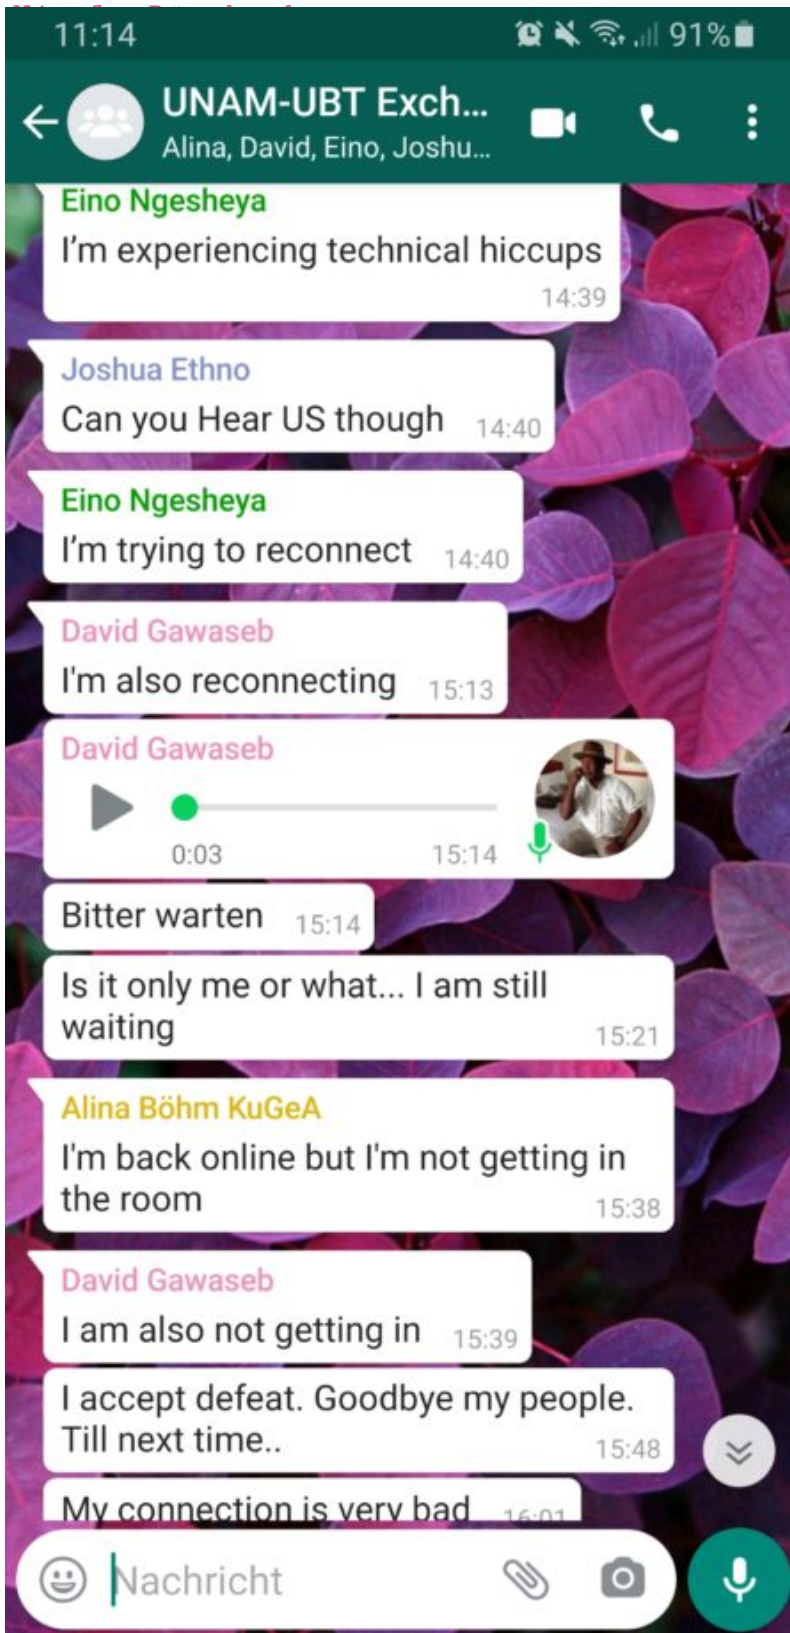 11:14 91%
UNAM-UBT Exch...
Alina, David, Eino, Joshu...
Eino Ngesheya
I’m experiencing technical hiccups
14:39
Joshua Ethno
Can you Hear US though 14:40
Eino Ngesheya
I’m trying to reconnect 14:40
David Gawaseb
I'm also reconnecting 15:13
David Gawaseb
0:03 15:14
Bitter warten 15:14
Is it only me or what... I am still
waiting 15:21
Alina Böhm KuGeA
I'm back online but I'm not getting in
the room 15:38
David Gawaseb
I am also not getting in 15:39
I accept defeat. Goodbye my people.
Till next time.. 15:48
My connection is very bad 16:01
Nachricht